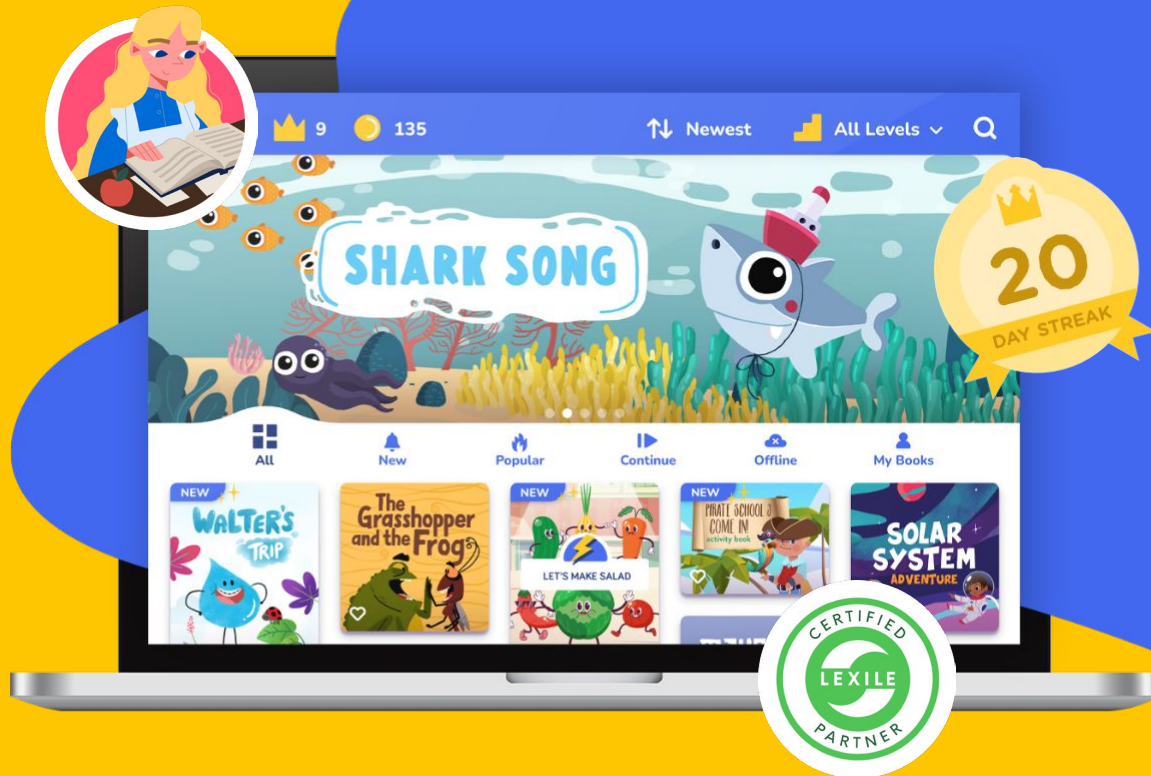 9
135
Newest
All Levels
SHARK SONG
20
DAY STREAK
All
New
Popular
Continue
Offline
My Books
NEW
WALTER'S
TRIP
The
Grasshopper
and the Frog
NEW
LET'S MAKE SALAD
NEW
PIRATE SCHOOL 3
COME IN!
activity book
SOLAR
SYSTEM
ADVENTURE
CERTIFIED
LEXILE
PARTNER